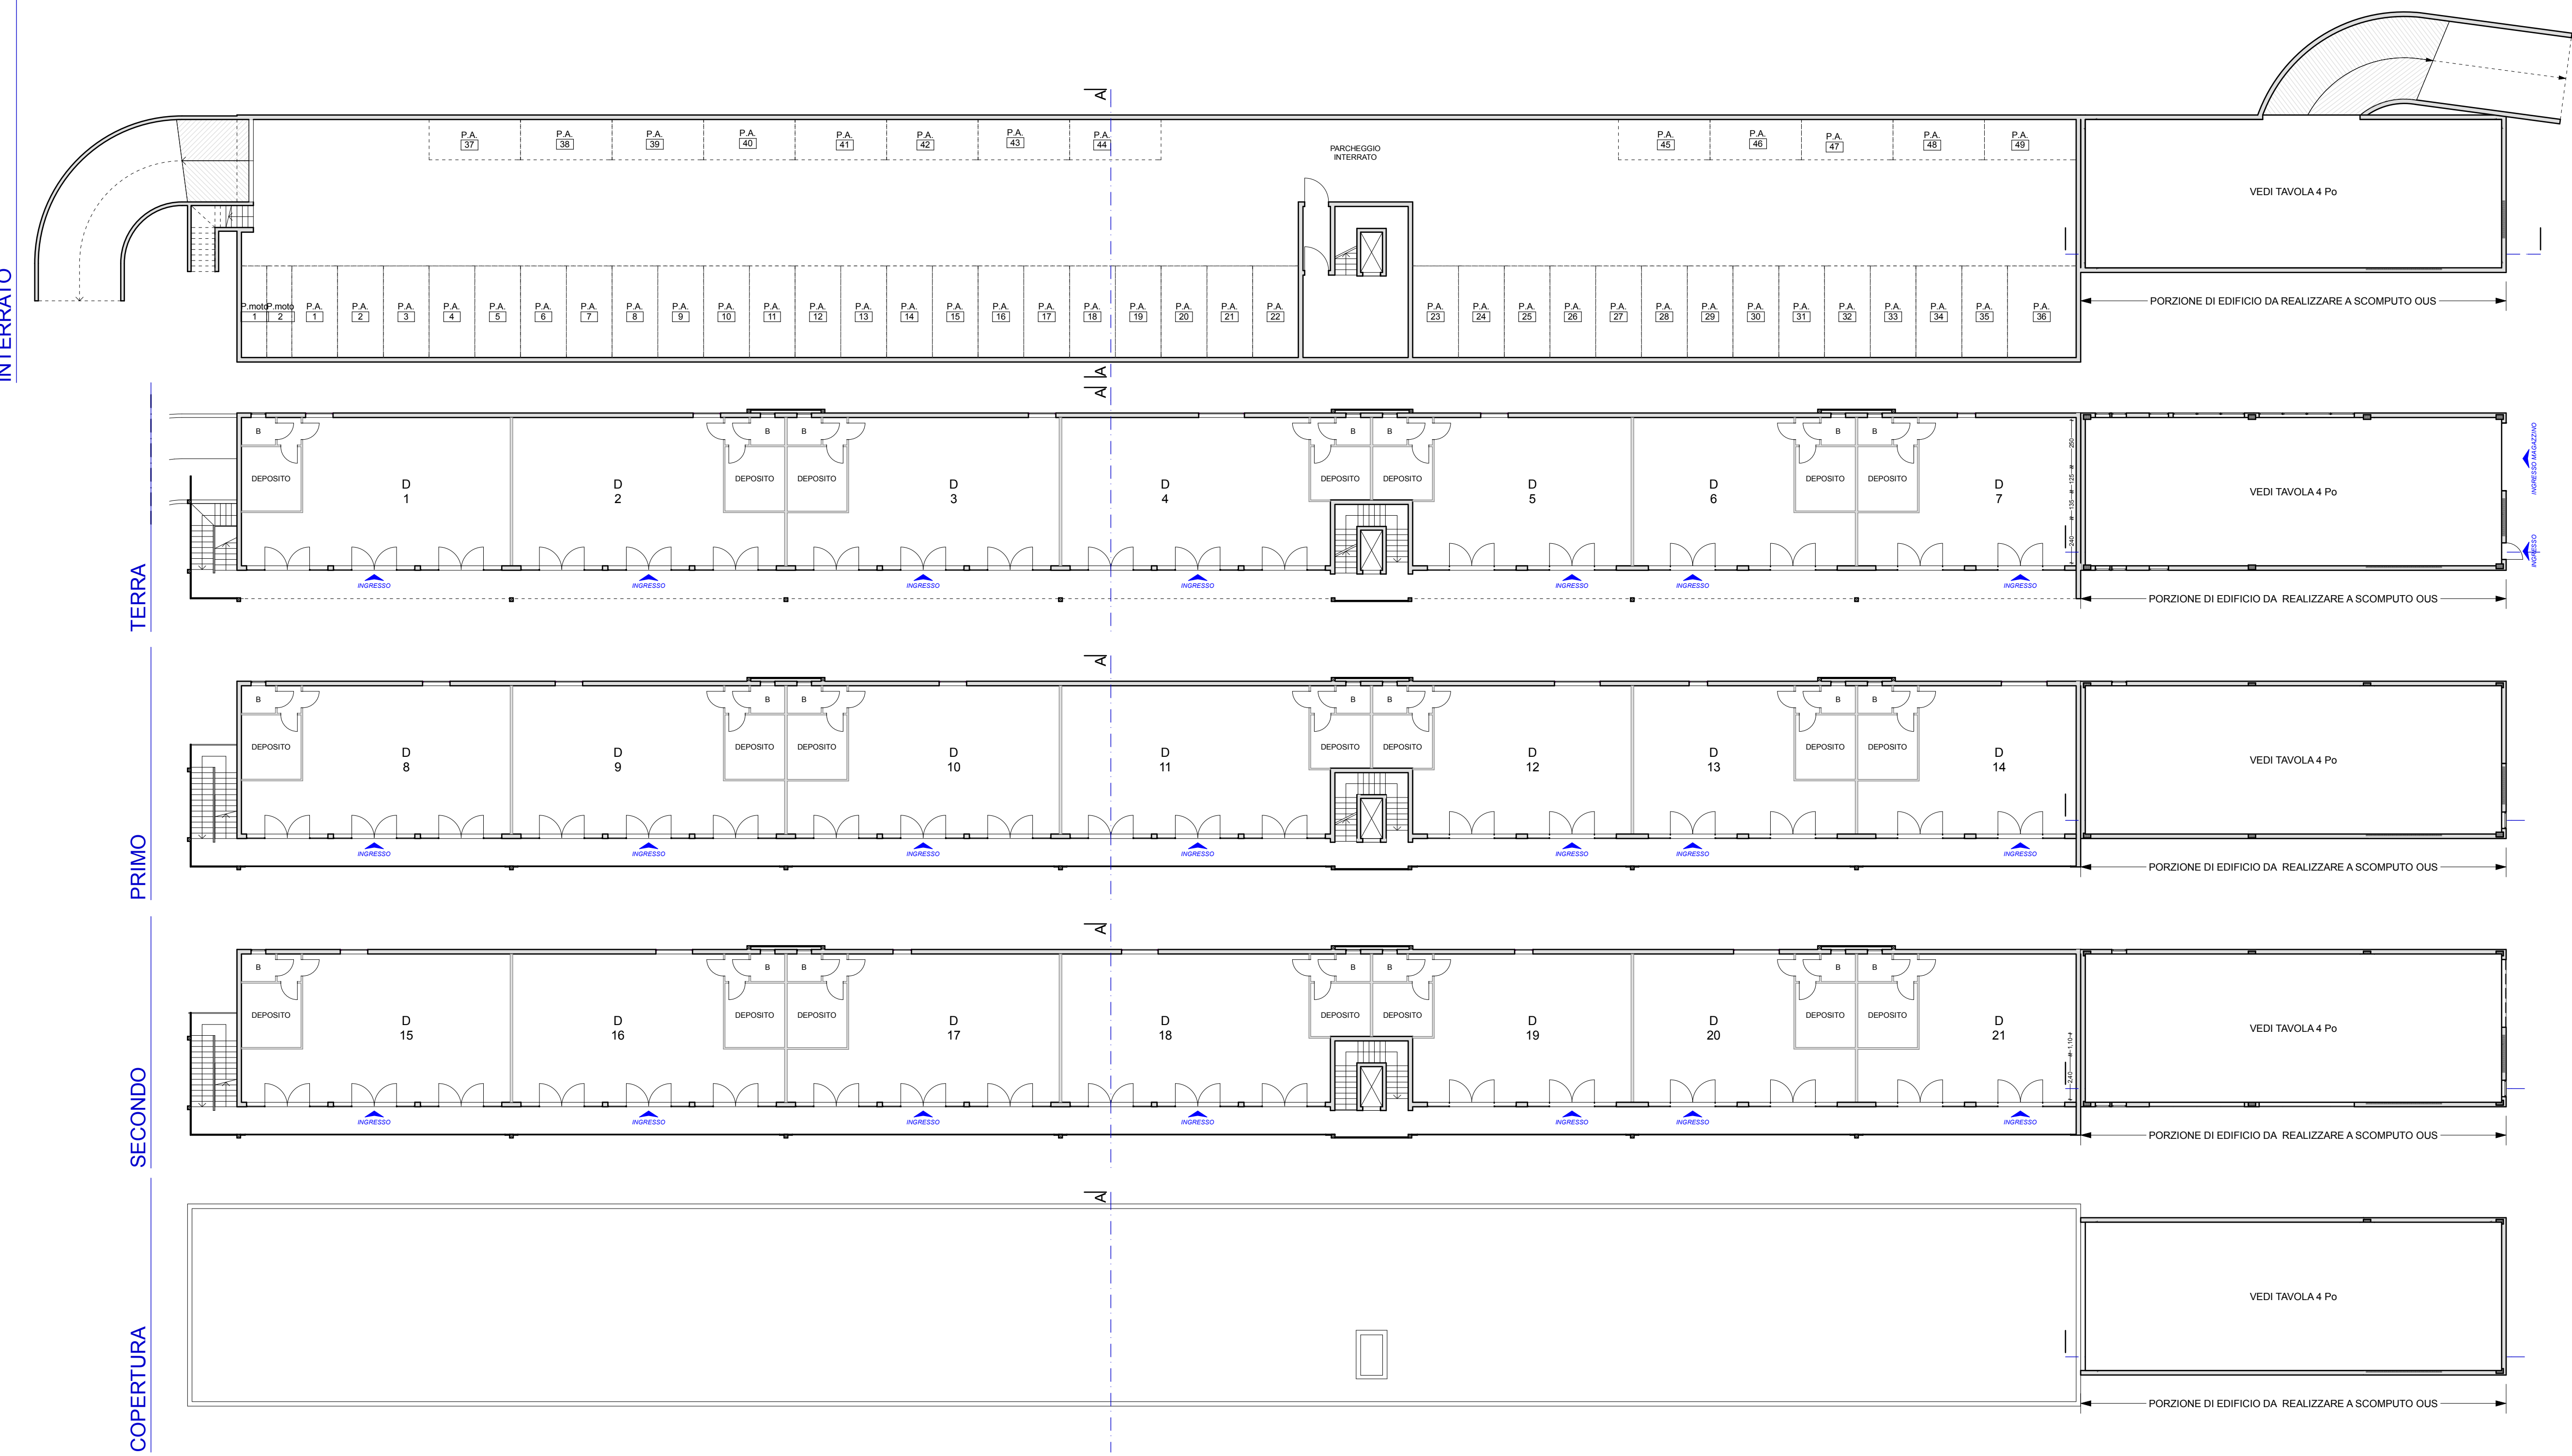 INTERRATO
A
P.A. P.A. P.A. P.A. P.A. P.A. P.A. P.A.
37 38 39 40 41 42 43 44
PARCHEGGIO
INTERRATO
P.A. P.A. P.A. P.A. P.A.
45 46 47 48 49
VEDI TAVOLA 4 Po
P.moto P.moto P.A. P.A. P.A. P.A. P.A. P.A. P.A. P.A. P.A. P.A. P.A. P.A. P.A. P.A. P.A. P.A. P.A. P.A. P.A. P.A. P.A. P.A.
1 2 1 2 3 4 5 6 7 8 9 10 11 12 13 14 15 16 17 18 19 20 21 22
P.A. P.A. P.A. P.A. P.A. P.A. P.A. P.A. P.A. P.A. P.A. P.A. P.A. P.A.
23 24 25 26 27 28 29 30 31 32 33 34 35 36
PORZIONE DI EDIFICIO DA REALIZZARE A SCOMPUTO OUS
A
TERRA
A
B B B B B B B
DEPOSITO DEPOSITO DEPOSITO DEPOSITO DEPOSITO DEPOSITO DEPOSITO
D D D D D D D
1 2 3 4 5 6 7
240 # 135 # 125 # 250
VEDI TAVOLA 4 Po
INGRESSO MAGAZZINO
INGRESSO
INGRESSO INGRESSO INGRESSO INGRESSO INGRESSO INGRESSO INGRESSO
PORZIONE DI EDIFICIO DA REALIZZARE A SCOMPUTO OUS
PRIMO
A
B B B B B B B
DEPOSITO DEPOSITO DEPOSITO DEPOSITO DEPOSITO DEPOSITO DEPOSITO
D D D D D D D
8 9 10 11 12 13 14
VEDI TAVOLA 4 Po
INGRESSO INGRESSO INGRESSO INGRESSO INGRESSO INGRESSO INGRESSO
PORZIONE DI EDIFICIO DA REALIZZARE A SCOMPUTO OUS
SECONDO
A
B B B B B B B
DEPOSITO DEPOSITO DEPOSITO DEPOSITO DEPOSITO DEPOSITO DEPOSITO
D D D D D D D
15 16 17 18 19 20 21
2,40 # 1,10
VEDI TAVOLA 4 Po
INGRESSO INGRESSO INGRESSO INGRESSO INGRESSO INGRESSO INGRESSO
PORZIONE DI EDIFICIO DA REALIZZARE A SCOMPUTO OUS
COPERTURA
A
VEDI TAVOLA 4 Po
PORZIONE DI EDIFICIO DA REALIZZARE A SCOMPUTO OUS